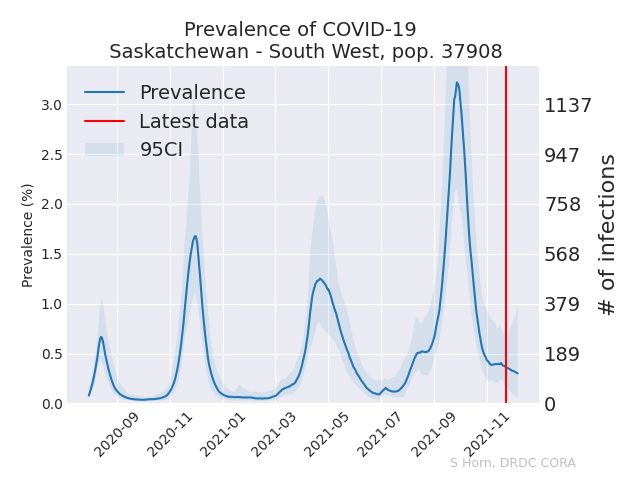 Prevalence of COVID-19
Saskatchewan - South West, pop. 37908
Prevalence
Latest data
95CI
Prevalence (%)
3.0
2.5
2.0
1.5
1.0
0.5
0.0
1137
947
758
568
379
189
0
# of infections
2020-09
2020-11
2021-01
2021-03
2021-05
2021-07
2021-09
2021-11
S Horn, DRDC CORA